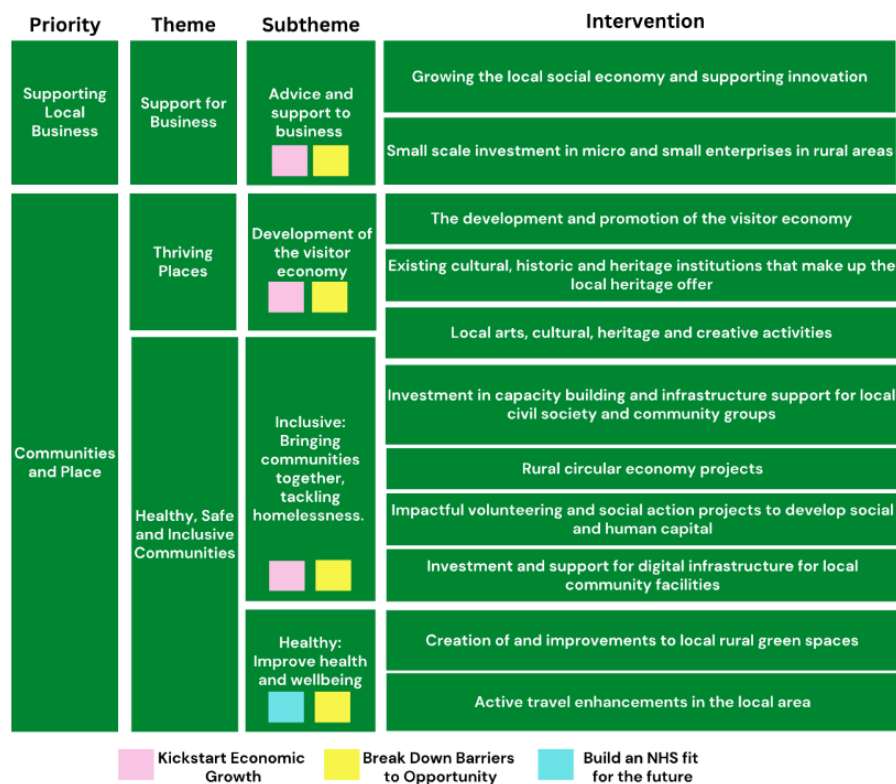 Priority
Theme
Subtheme
Intervention
Supporting
Local
Business
Support for
Business
Advice and
support to
business
Growing the local social economy and supporting innovation
Small scale investment in micro and small enterprises in rural areas
Communities
and Place
Thriving
Places
Development of
the visitor
economy
The development and promotion of the visitor economy
Existing cultural, historic and heritage institutions that make up the
local heritage offer
Local arts, cultural, heritage and creative activities
Healthy, Safe
and Inclusive
Communities
Inclusive:
Bringing
communities
together,
tackling
homelessness.
Investment in capacity building and infrastructure support for local
civil society and community groups
Rural circular economy projects
Impactful volunteering and social action projects to develop social
and human capital
Investment and support for digital infrastructure for local
community facilities
Healthy:
Improve health
and wellbeing
Creation of and improvements to local rural green spaces
Active travel enhancements in the local area
Kickstart Economic
Growth
Break Down Barriers
to Opportunity
Build an NHS fit
for the future